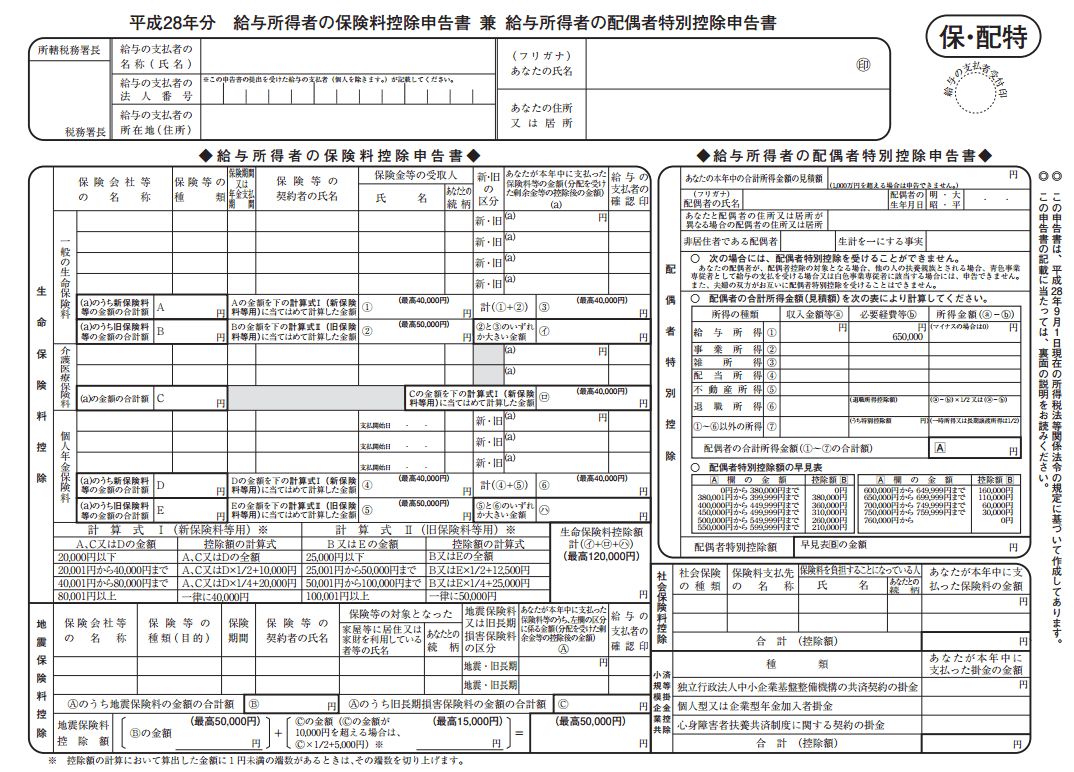 平成28年分　給与所得者の保険料控除申告書 兼 給与所得者の配偶者特別控除申告書
保・配特
給与の支払者受付印
所轄税務署長
税務署長
給与の支払者の
名称（氏名）
※この申告書の提出を受けた給与の支払者（個人を除きます。）が記載してください。
給与の支払者の
法人番号
給与の支払者の
所在地（住所）
（フリガナ）
あなたの氏名
印
あなたの住所
又は居所
◆給与所得者の保険料控除申告書◆
生命保険料控除
保険会社等
の名称
保険等の
種類
保険期間
又は
年金支払
期間
保険等の
契約者の氏名
保険金等の受取人
氏名
あなたとの
続柄
新・旧
の
区分
あなたが本年中に支払った
保険料等の金額(分配を受け
た剰余金等の控除後の金額)
(a)
給与の
支払者の
確認印
一般の生命保険料
新・旧 (a) 円
新・旧 (a)
新・旧 (a)
新・旧 (a)
(a)のうち新保険料
等の金額の合計額
A 円
Aの金額を下の計算式Ⅰ（新保険
料等用）に当てはめて計算した金額
① (最高40,000円) 円
計（①＋②）
③ (最高40,000円) 円
(a)のうち旧保険料
等の金額の合計額
B 円
Bの金額を下の計算式Ⅱ（旧保険
料等用）に当てはめて計算した金額
② (最高50,000円) 円
②と③のいずれ
か大きい金額
㋑ 円
介護医療保険料
(a) 円
(a)
(a)の金額の合計額
C 円
Cの金額を下の計算式Ⅰ（新保険
料等用）に当てはめて計算した金額
㋺ (最高40,000円) 円
個人年金保険料
支払開始日　・　・
新・旧 (a) 円
支払開始日　・　・
新・旧 (a)
支払開始日　・　・
新・旧 (a)
(a)のうち新保険料
等の金額の合計額
D 円
Dの金額を下の計算式Ⅰ（新保険
料等用）に当てはめて計算した金額
④ (最高40,000円) 円
計（④＋⑤）
⑥ (最高40,000円) 円
(a)のうち旧保険料
等の金額の合計額
E 円
Eの金額を下の計算式Ⅱ（旧保険
料等用）に当てはめて計算した金額
⑤ (最高50,000円) 円
⑤と⑥のいずれ
か大きい金額
㋩ 円
計算式Ⅰ（新保険料等用）※
A、C又はDの金額 控除額の計算式
20,000円以下 A、C又はDの全額
20,001円から40,000円まで A、C又はD×1/2＋10,000円
40,001から80,000円まで A、C又はD×1/4＋20,000円
80,001円以上 一律に40,000円
計算式Ⅱ（旧保険料等用）※
B又はEの金額 控除額の計算式
25,000円以下 B又はEの全額
25,001円から50,000円まで B又はE×1/2＋12,500円
50,001から100,000円まで B又はE×1/4＋25,000円
100,001円以上 一律に50,000円
生命保険料控除額
計（㋑＋㋺＋㋩）
(最高120,000円)
円
地震保険料控除
保険会社等
の名称
保険等の
種類（目的）
保険
期間
保険等の
契約者の氏名
保険等の対象となった
家屋等に居住又は
家財を利用している
者等の氏名
あなたとの
続柄
地震保険料
又は旧長期
損害保険料
の区分
あなたが本年中に支払った
保険料等のうち、左欄の区分
に係る金額(分配を受けた剰
余金等の控除後の金額)
Ⓐ
給与の
支払者の
確認印
地震・旧長期 円
地震・旧長期
Ⓐのうち地震保険料の金額の合計額 Ⓑ 円
Ⓐのうち旧長期損害保険料の金額の合計額 Ⓒ 円
地震保険料
控除額
Ⓑの金額 (最高50,000円) 円
＋
Ⓒの金額（Ⓒの金額が
10,000円を超える場合は、
Ⓒ×1/2＋5,000円）※
(最高15,000円) 円
＝
(最高50,000円) 円
※　控除額の計算において算出した金額に1円未満の端数があるときは、その端数を切り上げます。
◆給与所得者の配偶者特別控除申告書◆
配偶者特別控除
あなたの本年中の合計所得金額の見積額
(1,000万円を超える場合は申告できません。) 円
(フリガナ)
配偶者の氏名
配偶者の
生年月日
明・大
昭・平
・　・
あなたと配偶者の住所又は居所が
異なる場合の配偶者の住所又は居所
非居住者である配偶者
生計を一にする事実
○　次の場合には、配偶者特別控除を受けることができません。
あなたの配偶者が、配偶者控除の対象となる場合、他の人の扶養親族とされる場合、青色事業
専従者として給与の支払を受ける場合又は白色事業専従者に該当する場合には、申告できません。
また、夫婦の双方がお互いに配偶者特別控除を受けることはできません。
○　配偶者の合計所得金額(見積額)を次の表により計算してください。
所得の種類 収入金額等ⓐ 必要経費等ⓑ 所得金額(ⓐ－ⓑ)
給与所得① 円 円 650,000 (マイナスの場合は0) 円
事業所得②
雑所得③
配当所得④
不動産所得⑤
退職所得⑥ (退職所得控除額) (ⓐ－ⓑ)×1/2又は(ⓐ－ⓑ)
①～⑥以外の所得⑦ (うち特別控除額) 円 (一時所得又は長期譲渡所得は1/2)
配偶者の合計所得金額(①～⑦の合計額) A 円
○　配偶者特別控除額の早見表
A欄の金額 控除額B
0円から 380,000円まで 0円
380,001円から 399,999円まで 380,000円
400,000円から 449,999円まで 360,000円
450,000円から 499,999円まで 310,000円
500,000円から 549,999円まで 260,000円
550,000円から 599,999円まで 210,000円
A欄の金額 控除額B
600,000円から 649,999円まで 160,000円
650,000円から 699,999円まで 110,000円
700,000円から 749,999円まで 60,000円
750,000円から 759,999円まで 30,000円
760,000円から 0円
配偶者特別控除額
早見表Bの金額 円
社会保険料控除
社会保険
の種類
保険料支払先
の名称
保険料を負担することになっている人
氏名
あなたとの
続柄
あなたが本年中に支
払った保険料の金額
円
合計（控除額） 円
小規模企業共済等掛金控除
種類
あなたが本年中に
支払った掛金の金額
独立行政法人中小企業基盤整備機構の共済契約の掛金 円
個人型又は企業型年金加入者掛金
心身障害者扶養共済制度に関する契約の掛金
合計（控除額） 円
◎　この申告書は、平成28年9月1日現在の所得税法等関係法令の規定に基づいて作成してあります。
◎　この申告書の記載に当たっては、裏面の説明をお読みください。